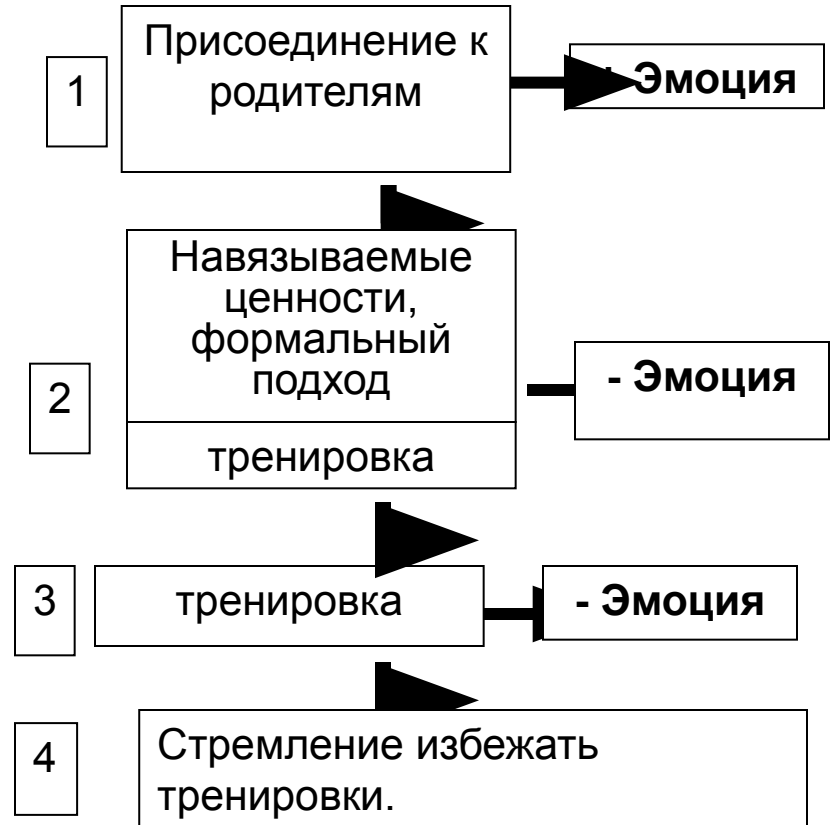 1
Присоединение к
родителям
Эмоция
2
Навязываемые
ценности,
формальный
подход
тренировка
- Эмоция
3
тренировка
- Эмоция
4
Стремление избежать
тренировки.